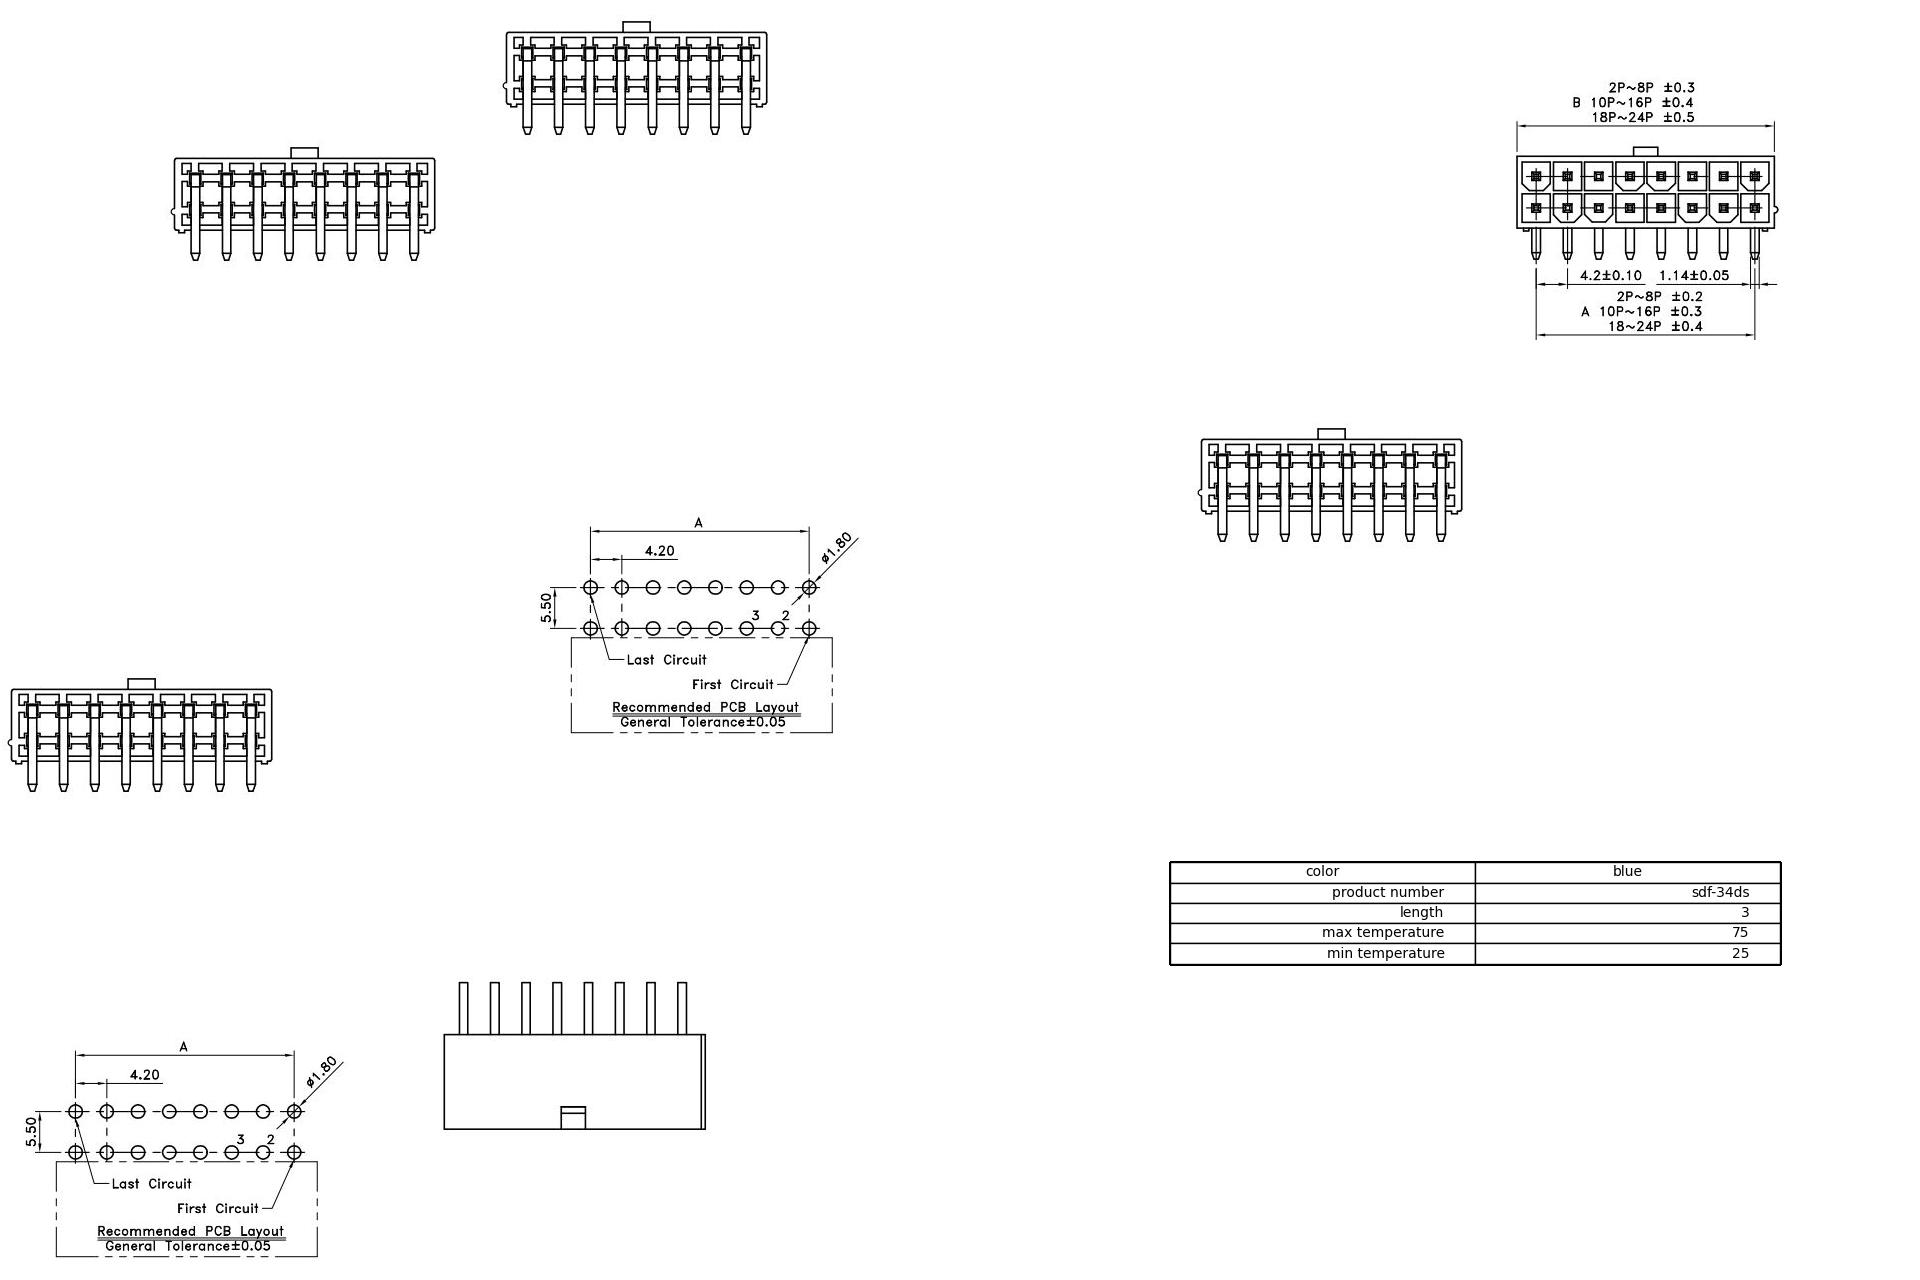 2P~8P ±0.3
B 10P~16P ±0.4
18P~24P ±0.5
4.2±0.10 1.14±0.05
2P~8P ±0.2
A 10P~16P ±0.3
18~24P ±0.4
A
4.20
ø1.80
5.50
3 2
Last Circuit
First Circuit
Recommended PCB Layout
General Tolerance±0.05
color blue
product number sdf-34ds
length 3
max temperature 75
min temperature 25
A
4.20
ø1.80
5.50
3 2
Last Circuit
First Circuit
Recommended PCB Layout
General Tolerance±0.05